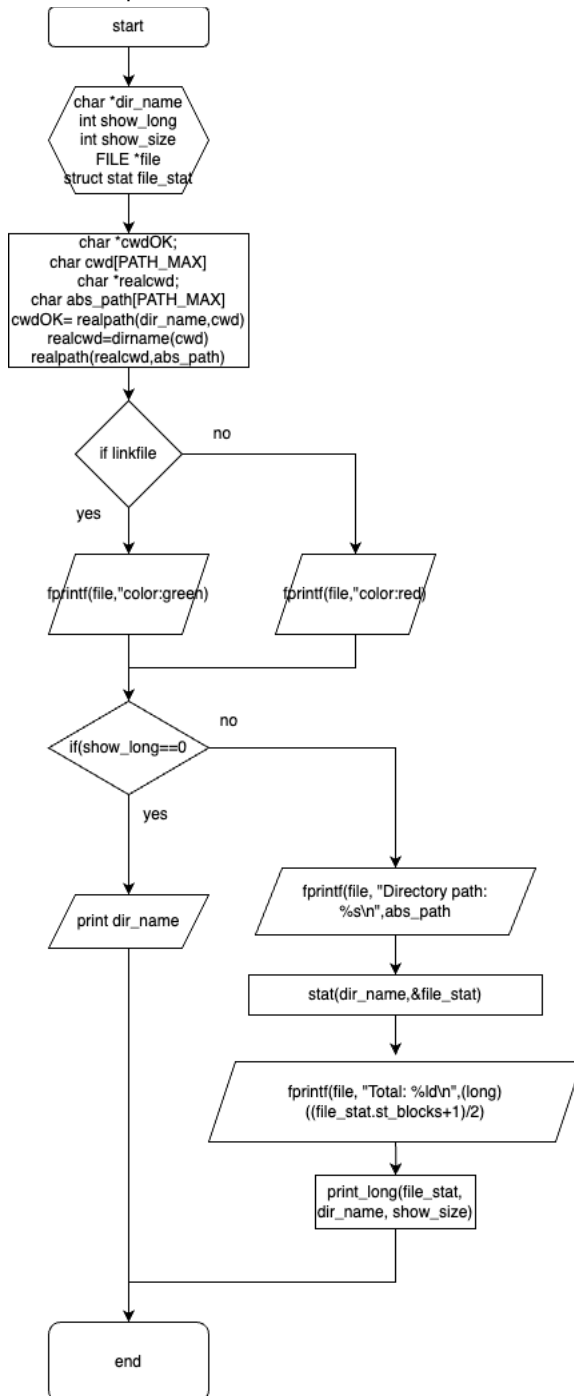 start
char *dir_name
int show_long
int show_size
FILE *file
struct stat file_stat
char *cwdOK;
char cwd[PATH_MAX]
char *realcwd;
char abs_path[PATH_MAX]
cwdOK= realpath(dir_name,cwd)
realcwd=dirname(cwd)
realpath(realcwd,abs_path)
if linkfile
no
yes
fprintf(file,"color:green)
fprintf(file,"color:red)
if(show_long==0
no
yes
print dir_name
fprintf(file, "Directory path:
%s\n",abs_path
stat(dir_name,&file_stat)
fprintf(file, "Total: %ld\n",(long)
((file_stat.st_blocks+1)/2)
print_long(file_stat,
dir_name, show_size)
end